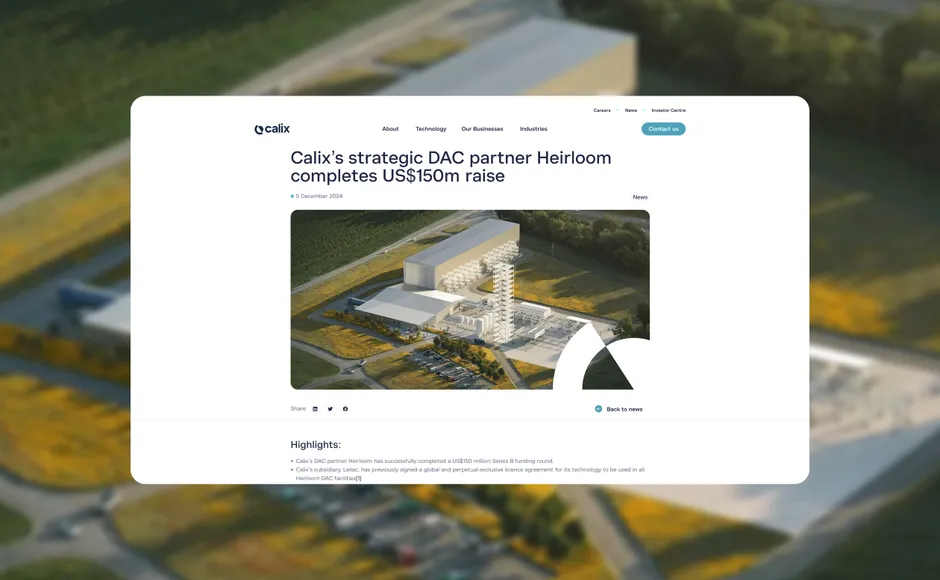 Careers
News
Investor Centre
calix
About
Technology
Our Businesses
Industries
Contact us
Calix's strategic DAC partner Heirloom
completes US$150m raise
5 December 2024
News
Share
Back to news
Highlights:
• Calix's DAC partner Heirloom has successfully completed a US$150 million Series B funding round.
• Calix's subsidiary, Leilac, has previously signed a global and perpetual exclusive licence agreement for its technology to be used in all
Heirloom DAC facilities[1].